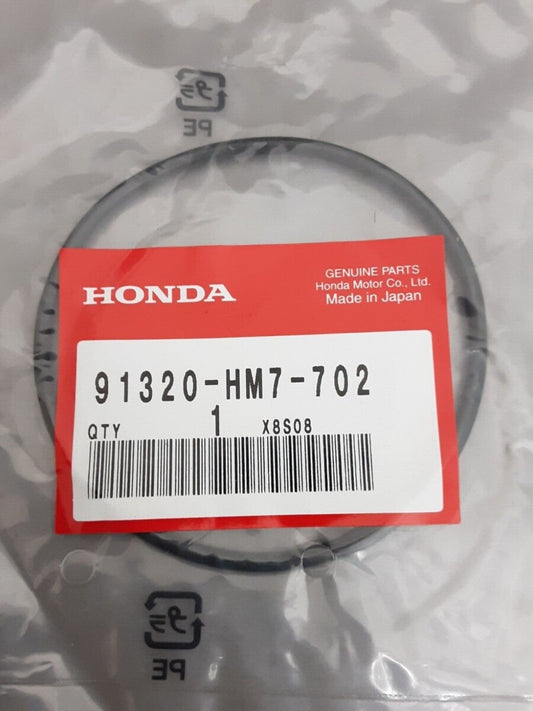 プラ
PE
HONDA
GENUINE PARTS
Honda Motor Co., Ltd.
Made in Japan
91320-HM7-702
QTY 1 X8S08
プラ
PE